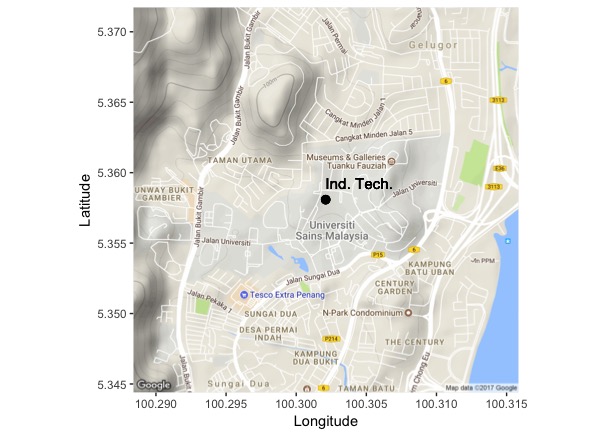 5.370
5.365
5.360
5.355
5.350
5.345
Latitude
100.290
100.295
100.300
100.305
100.310
100.315
Longitude
Jalan Bukit Gambir
Jalan Permai
Gelugor
6
3113
Jalan Bukit Gambir
100m
Cangkat Minden Jalan 1
Cangkat Minden Jalan 5
TAMAN UTAMA
Museums & Galleries
Tuanku Fauziah
E36
3113
UNWAY BUKIT
GAMBIER
Ind. Tech.
Jalan Universiti
Jalan Bukit Gambir
Universiti
Sains Malaysia
Jalan Universiti
P15
6
PPM
KAMPUNG
BATU UBAN
Jalan Sungai Dua
CENTURY
GARDEN
Jalan Pekaka 1
Tesco Extra Penang
SUNGAI DUA
N-Park Condominium
DESA PERMAI
INDAH
P214
THE CENTURY
KAMPUNG
DUA BUKIT
Jalan Bukit
m Chong Eu
Sungai Dua
6
TAMAN BATU
Google
Map data ©2017 Google